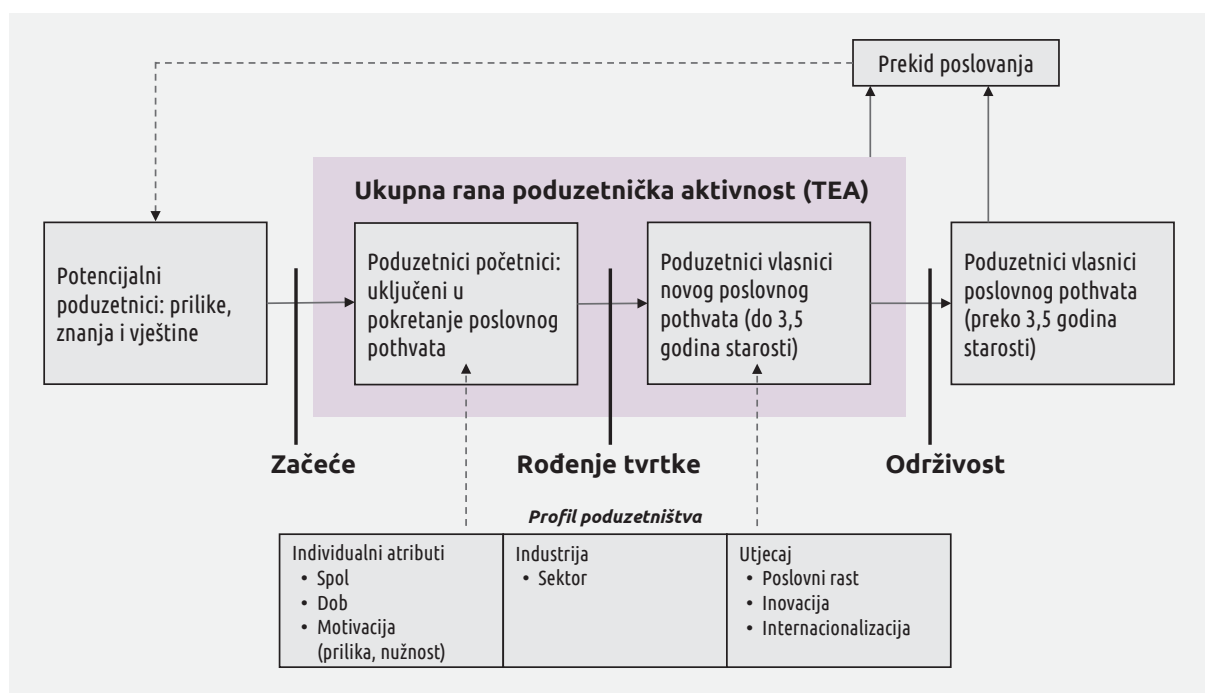 Prekid poslovanja
Ukupna rana poduzetnička aktivnost (TEA)
Potencijalni
poduzetnici: prilike,
znanja i vještine
Poduzetnici početnici:
uključeni u
pokretanje poslovnog
pothvata
Poduzetnici vlasnici
novog poslovnog
pothvata (do 3,5
godina starosti)
Poduzetnici vlasnici
poslovnog pothvata
(preko 3,5 godina
starosti)
Začeće
Rođenje tvrtke
Održivost
Profil poduzetništva
Individualni atributi
• Spol
• Dob
• Motivacija
(prilika, nužnost)
Industrija
• Sektor
Utjecaj
• Poslovni rast
• Inovacija
• Internacionalizacija